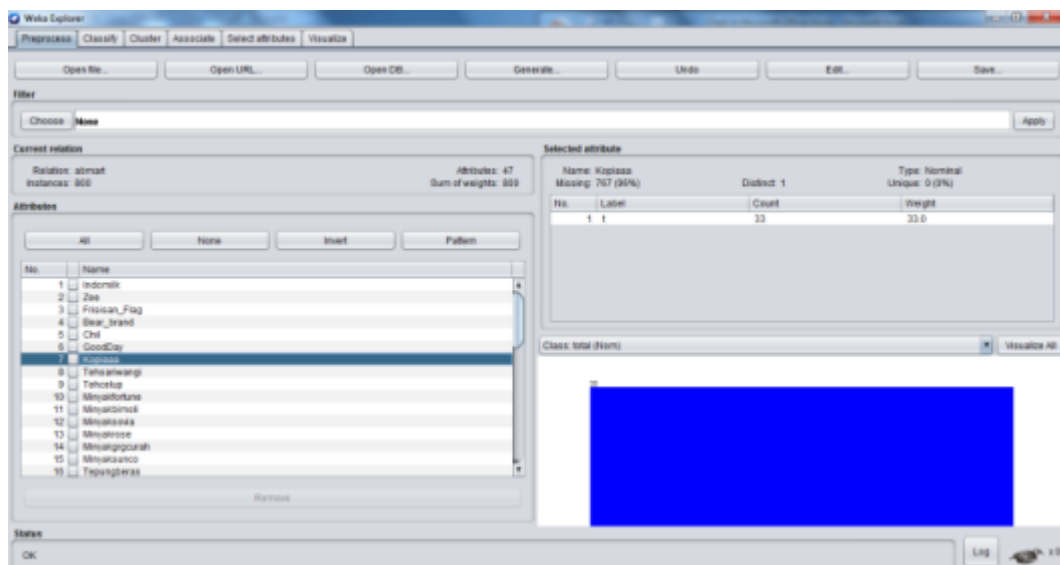 Weka Explorer
Preprocess Classify Cluster Associate Select attributes Visualize
Open file... Open URL... Open DB... Generate... Undo Edit... Save...
Filter
Choose None Apply
Current relation
Relation: abmart Attributes: 47
Instances: 800 Sum of weights: 800
Attributes
All None Invert Pattern
No. Name
1 Indomilk
2 Zee
3 Frisisan_Flag
4 Bear_brand
5 Chil
6 GoodDay
7 Kopiaaa
8 Tehsariwangi
9 Tehcelup
10 Minyakfortune
11 Minyakbimoli
12 Minyaksovia
13 Minyakrose
14 Minyakgrgcurah
15 Minyaksunco
16 Tepungberas
Remove
Selected attribute
Name: Kopiaaa Type: Nominal
Missing: 767 (96%) Distinct: 1 Unique: 0 (0%)
No. Label Count Weight
1 t 33 33.0
Class: total (Nom) Visualize All
Status
OK Log x 0